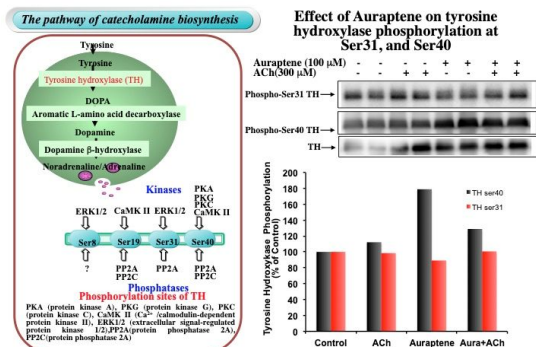 The pathway of catecholamine biosynthesis
Tyrosine
Tyrosine
Tyrosine hydroxylase (TH)
DOPA
Aromatic L-amino acid decarboxylase
Dopamine
Dopamine β-hydroxylase
Noradrenaline/Adrenaline
Kinases
PKA
PKG
PKC
ERK1/2 CaMK II ERK1/2 CaMK II
Ser8 Ser19 Ser31 Ser40
? PP2A PP2A PP2A
PP2C PP2C
Phosphatases
Phosphorylation sites of TH
PKA (protein kinase A), PKG(protein kinase G), PKC
(protein kinase C), CaMK II (Ca²⁺ /calmodulin-dependent
protein kinase II), ERK1/2 (extracellular signal-regulated
protein kinase 1/2),PP2A(protein phosphatase 2A),
PP2C(protein phosphatase 2A)
Effect of Auraptene on tyrosine
hydroxylase phosphorylation at
Ser31, and Ser40
Auraptene (100 μM) - - - - + + + +
ACh(300 μM) - - + + - - + +
Phospho-Ser31 TH
Phospho-Ser40 TH
TH
Tyrosine Hydroxykase Phosphorylation
(% of Control)
200
180
160
140
120
100
80
60
40
20
0
TH ser40
TH ser31
Control ACh Auraptene Aura+ACh